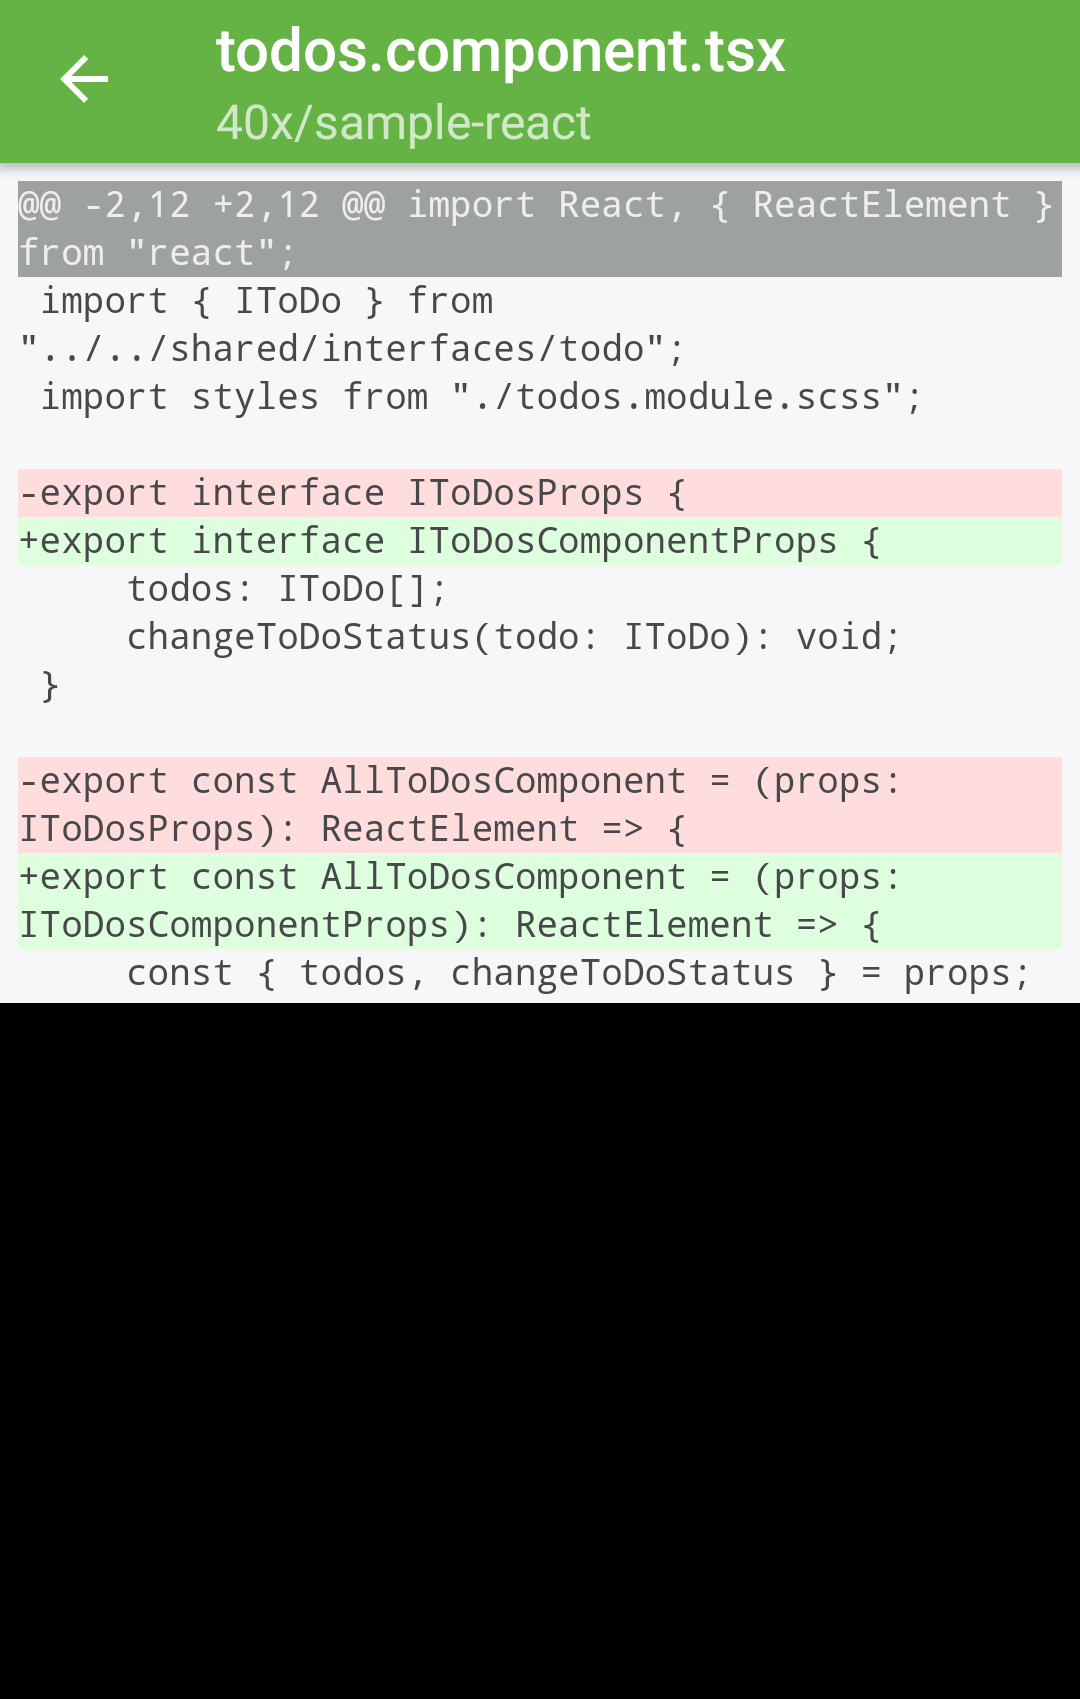 todos.component.tsx
40x/sample-react
@@ -2,12 +2,12 @@ import React, { ReactElement }
from "react";
 import { IToDo } from
"../../shared/interfaces/todo";
 import styles from "./todos.module.scss";
-export interface IToDosProps {
+export interface IToDosComponentProps {
     todos: IToDo[];
     changeToDoStatus(todo: IToDo): void;
 }
-export const AllToDosComponent = (props:
IToDosProps): ReactElement => {
+export const AllToDosComponent = (props:
IToDosComponentProps): ReactElement => {
     const { todos, changeToDoStatus } = props;